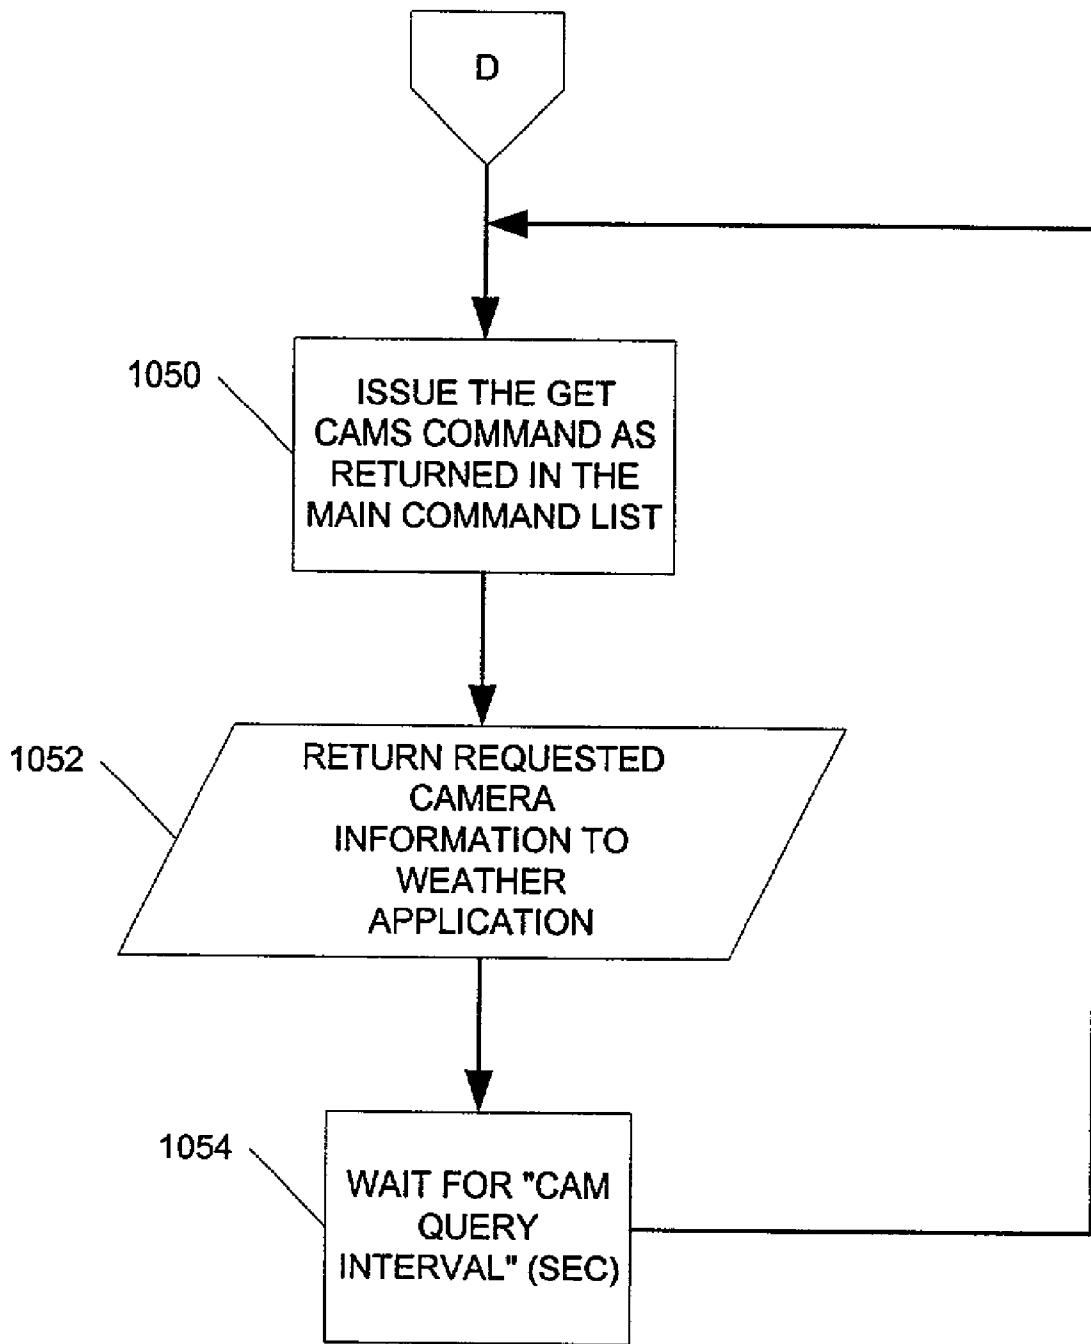 D
1050
ISSUE THE GET
CAMS COMMAND AS
RETURNED IN THE
MAIN COMMAND LIST
1052
RETURN REQUESTED
CAMERA
INFORMATION TO
WEATHER
APPLICATION
1054
WAIT FOR "CAM
QUERY
INTERVAL" (SEC)